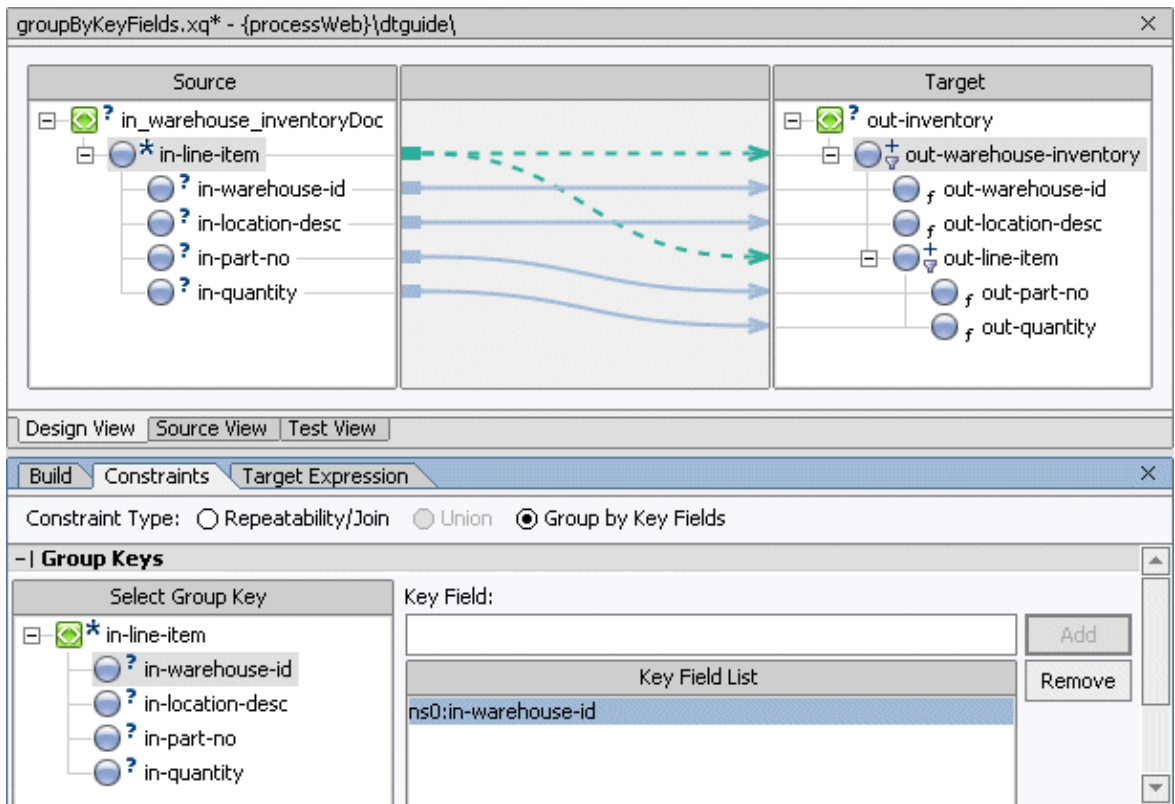 groupByKeyFields.xq* - {processWeb}\dtguide\
Source
Target
? in_warehouse_inventoryDoc
* in-line-item
? in-warehouse-id
? in-location-desc
? in-part-no
? in-quantity
? out-inventory
+ out-warehouse-inventory
f out-warehouse-id
f out-location-desc
+ out-line-item
f out-part-no
f out-quantity
Design View Source View Test View
Build Constraints Target Expression
Constraint Type: Repeatability/Join Union Group by Key Fields
Group Keys
Select Group Key
* in-line-item
? in-warehouse-id
? in-location-desc
? in-part-no
? in-quantity
Key Field:
Add
Key Field List
Remove
ns0:in-warehouse-id